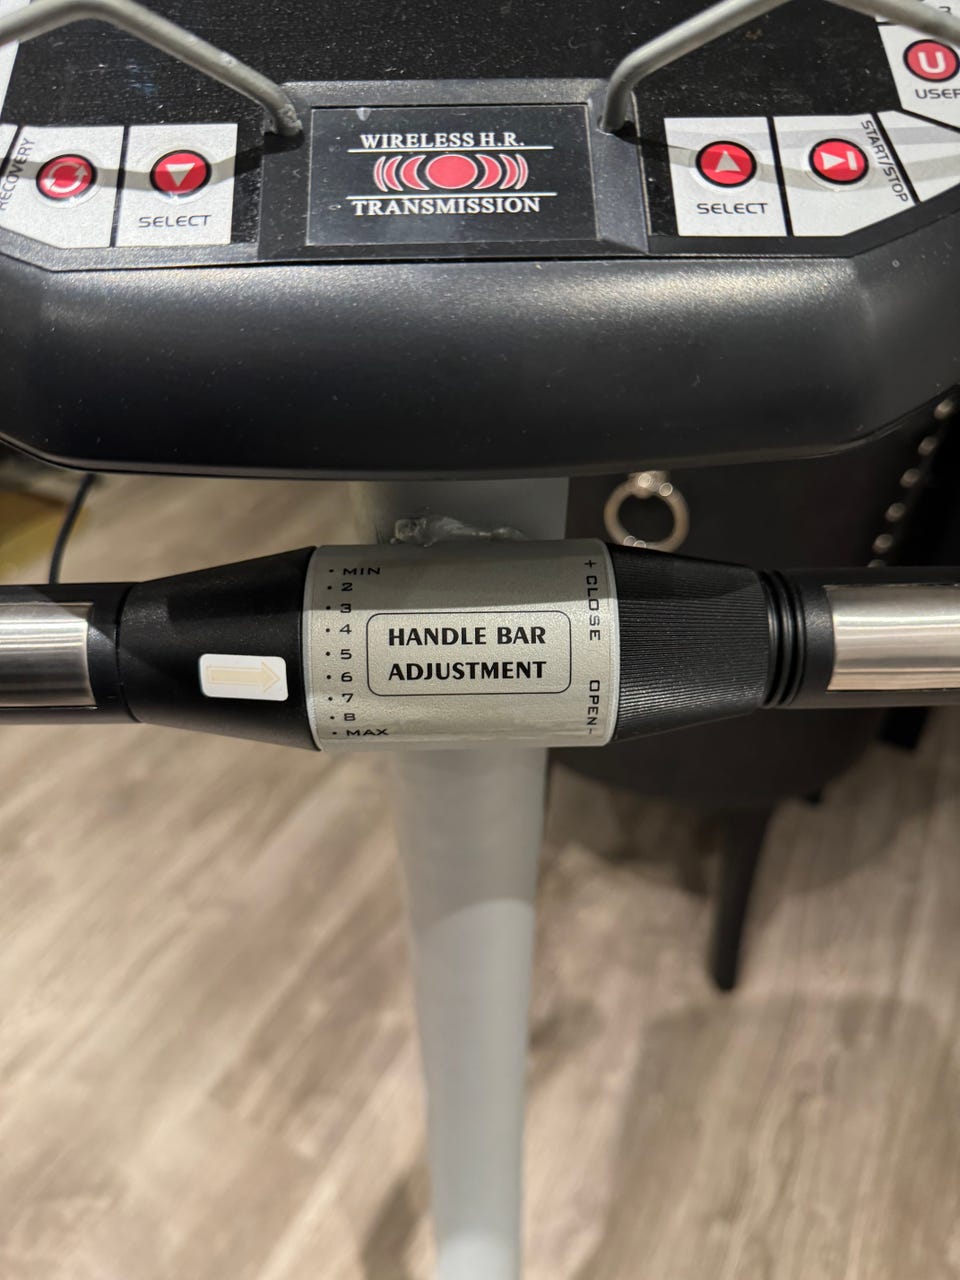 3
U
USER
RECOVERY
SELECT
WIRELESS H.R.
TRANSMISSION
SELECT
START/STOP
• MIN
• 2
• 3
• 4
• 5
• 6
• 7
• 8
• MAX
HANDLE BAR
ADJUSTMENT
+ CLOSE
OPEN -